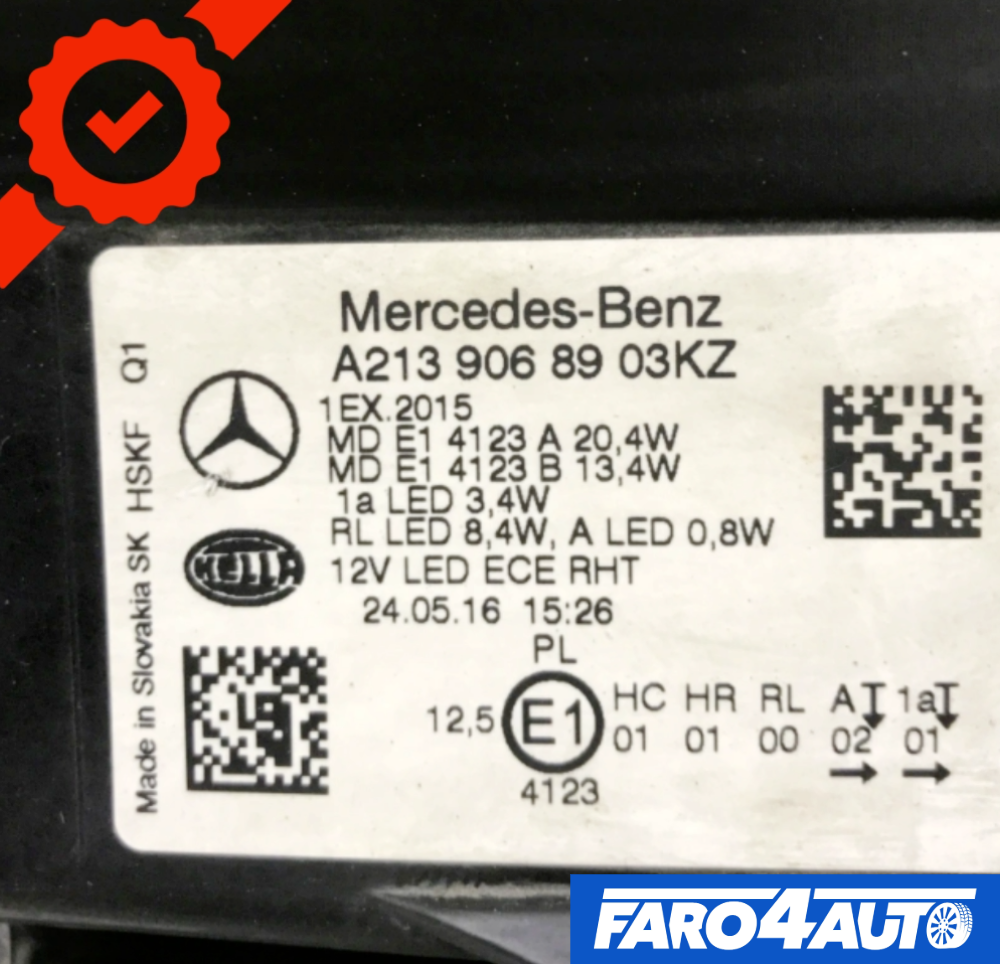 Mercedes-Benz
A213 906 89 03KZ
1EX.2015
MD E1 4123 A 20,4W
MD E1 4123 B 13,4W
1a LED 3,4W
RL LED 8,4W, A LED 0,8W
12V LED ECE RHT
24.05.16 15:26
PL
12,5 E1 HC HR RL A 1a
01 01 00 02 01
4123
HELLA
Made in Slovakia SK HSKF Q1
FARO4AUTO